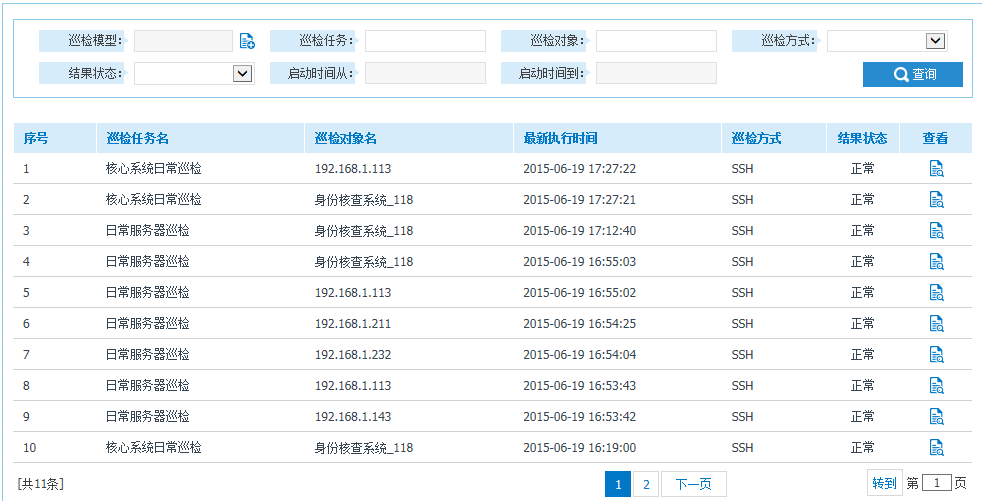 巡检模型： 巡检任务： 巡检对象： 巡检方式：
结果状态： 启动时间从： 启动时间到： 查询
序号 巡检任务名 巡检对象名 最新执行时间 巡检方式 结果状态 查看
1 核心系统日常巡检 192.168.1.113 2015-06-19 17:27:22 SSH 正常
2 核心系统日常巡检 身份核查系统_118 2015-06-19 17:27:21 SSH 正常
3 日常服务器巡检 身份核查系统_118 2015-06-19 17:12:40 SSH 正常
4 日常服务器巡检 身份核查系统_118 2015-06-19 16:55:03 SSH 正常
5 日常服务器巡检 192.168.1.113 2015-06-19 16:55:02 SSH 正常
6 日常服务器巡检 192.168.1.211 2015-06-19 16:54:25 SSH 正常
7 日常服务器巡检 192.168.1.232 2015-06-19 16:54:04 SSH 正常
8 日常服务器巡检 192.168.1.113 2015-06-19 16:53:43 SSH 正常
9 日常服务器巡检 192.168.1.143 2015-06-19 16:53:42 SSH 正常
10 核心系统日常巡检 身份核查系统_118 2015-06-19 16:19:00 SSH 正常
[共11条] 1 2 下一页 转到 第 1 页